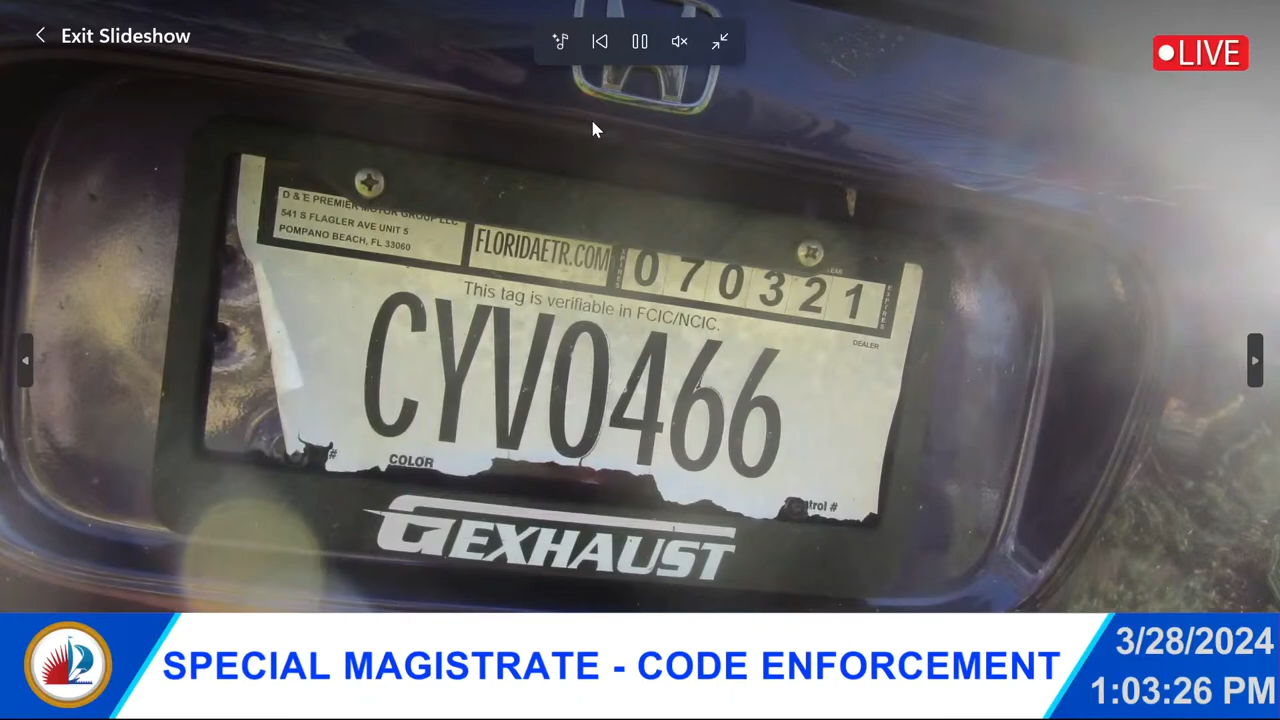 Exit Slideshow
LIVE
D & E PREMIER MOTOR GROUP LLC
541 S FLAGLER AVE UNIT 5
POMPANO BEACH, FL 33060
FLORIDAETR.COM
EXPIRES
070321
EXPIRES
This tag is verifiable in FCIC/NCIC.
DEALER
CYV0466
#
COLOR
#
GEXHAUST
SPECIAL MAGISTRATE - CODE ENFORCEMENT
3/28/2024
1:03:26 PM